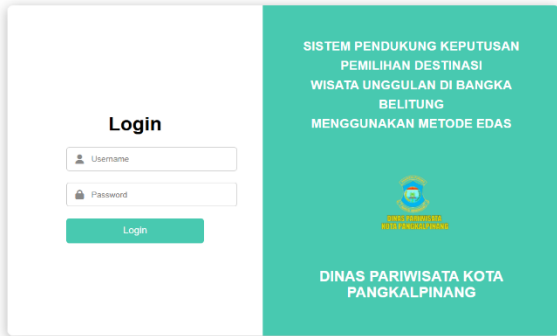 Login
Username
Password
Login
SISTEM PENDUKUNG KEPUTUSAN
PEMILIHAN DESTINASI
WISATA UNGGULAN DI BANGKA
BELITUNG
MENGGUNAKAN METODE EDAS
DINAS PARIWISATA
KOTA PANGKALPINANG
DINAS PARIWISATA KOTA
PANGKALPINANG